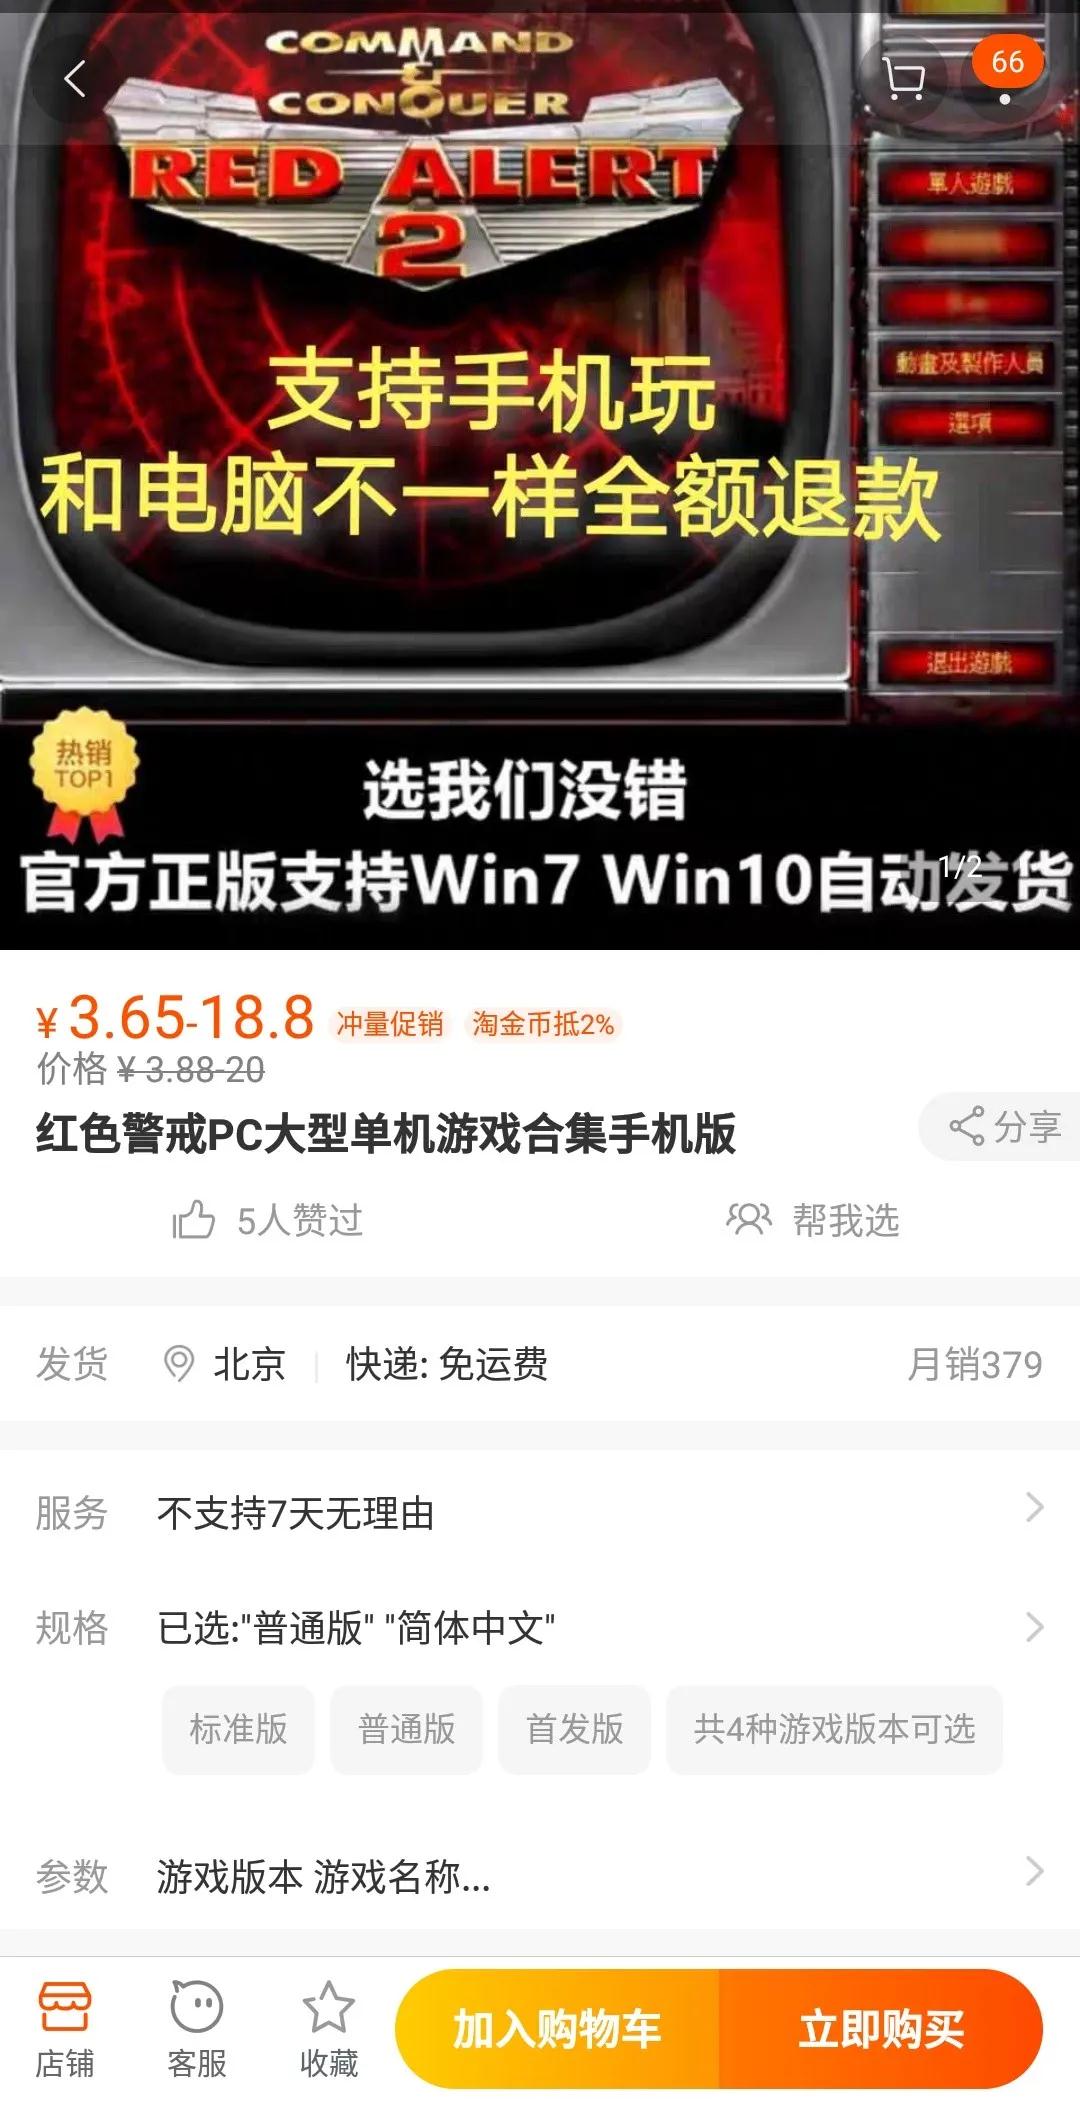 COMMAND
&
CONQUER
66
RED ALERT
2
單人遊戲
動畫及製作人員
選項
支持手机玩
和电脑不一样全额退款
退出遊戲
热销
TOP1
选我们没错
官方正版支持Win7 Win10自动发货
1/2
¥3.65-18.8 冲量促销 淘金币抵2%
价格 ¥3.88-20
红色警戒PC大型单机游戏合集手机版
分享
5人赞过
帮我选
发货 北京 快递: 免运费 月销379
服务 不支持7天无理由
规格 已选:"普通版" "简体中文"
标准版 普通版 首发版 共4种游戏版本可选
参数 游戏版本 游戏名称...
店铺 客服 收藏 加入购物车 立即购买